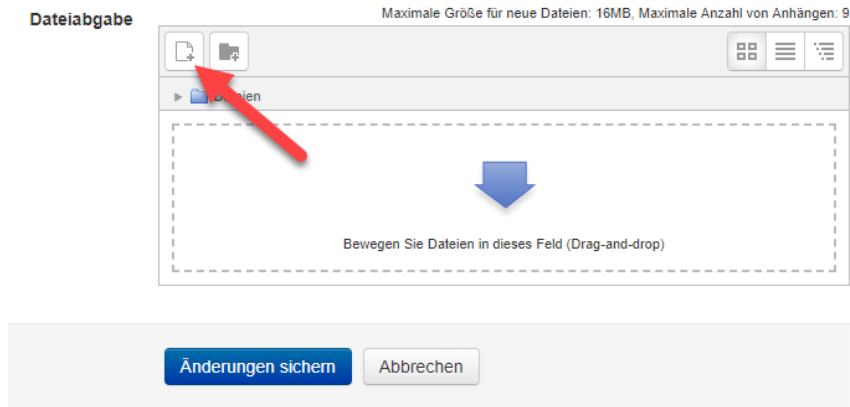 Dateiabgabe
Maximale Größe für neue Dateien: 16MB, Maximale Anzahl von Anhängen: 9
Dateien
Bewegen Sie Dateien in dieses Feld (Drag-and-drop)
Änderungen sichern
Abbrechen